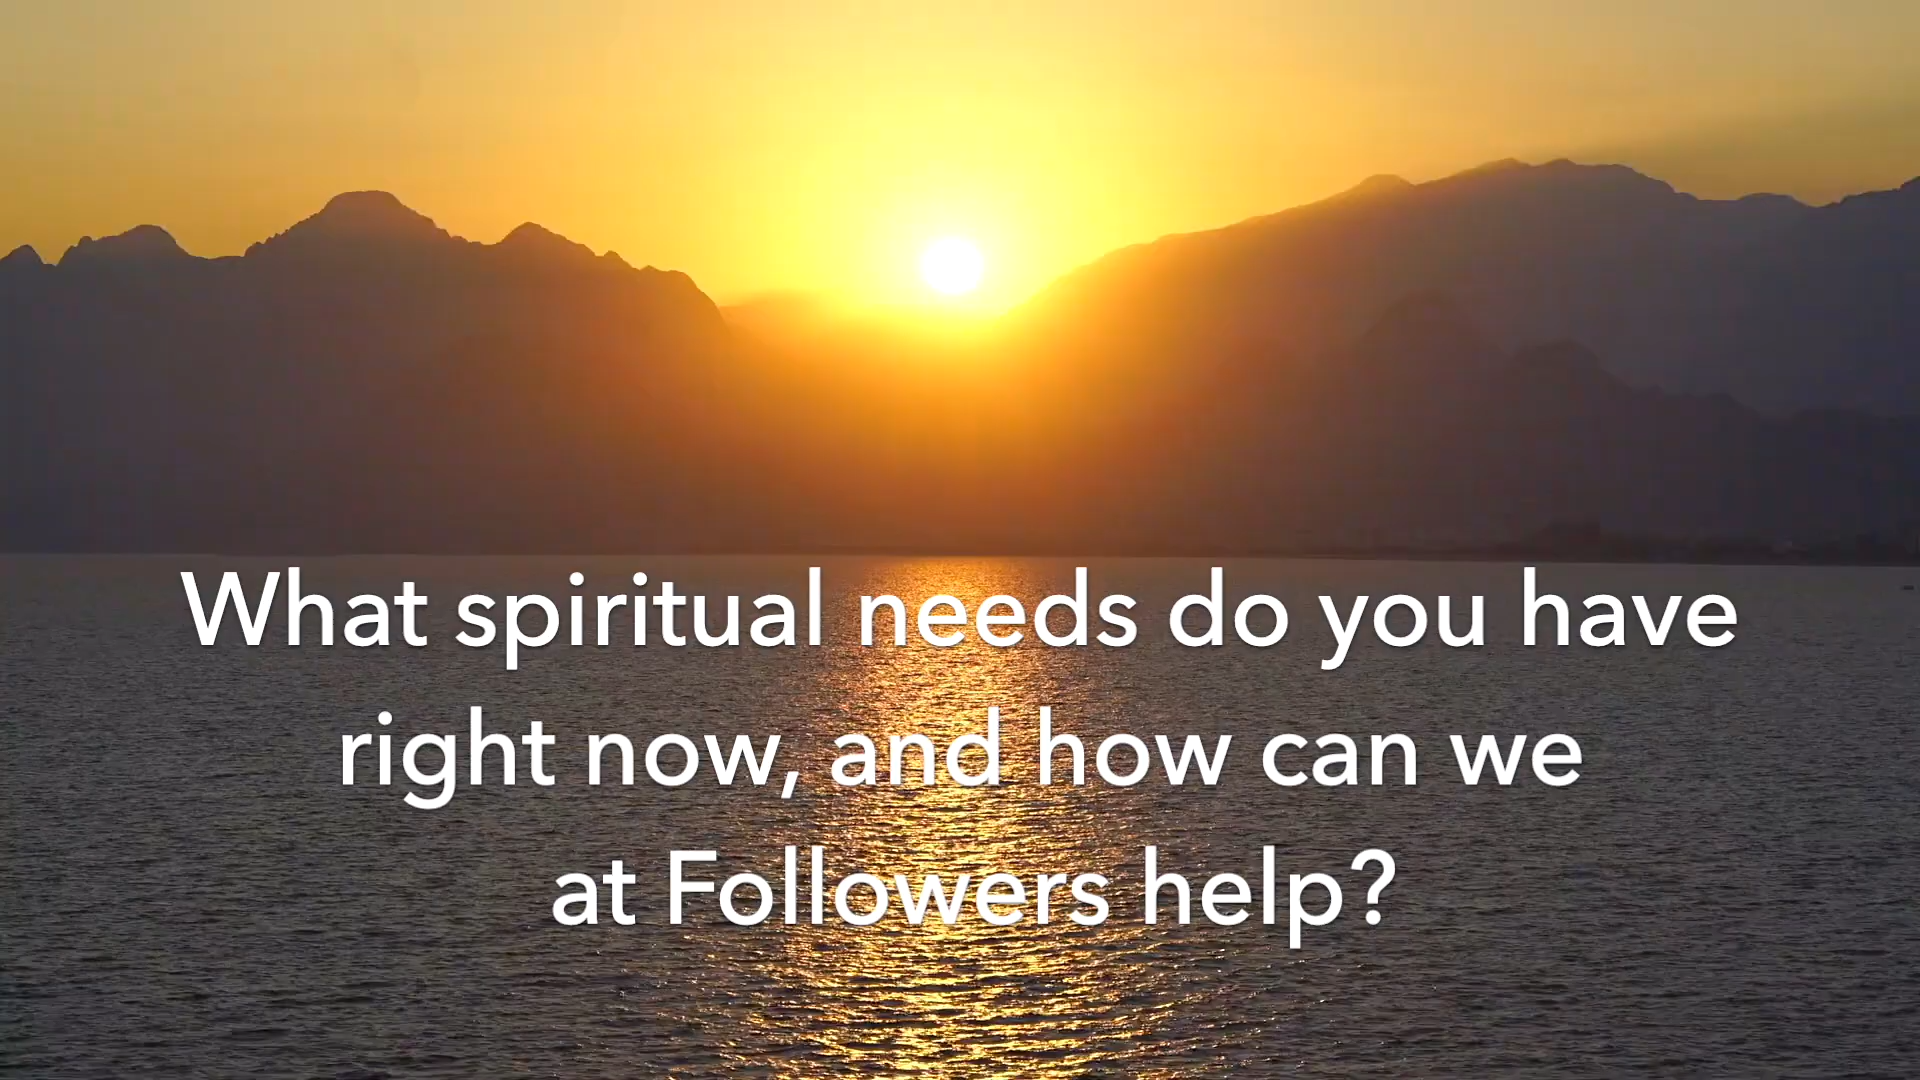 What spiritual needs do you have
right now, and how can we
at Followers help?